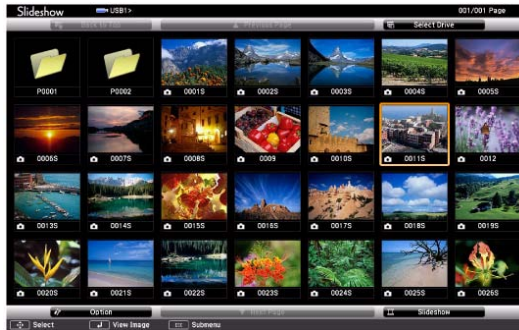 Slideshow USB1> 001/001 Page
Back to Top Previous Page Select Drive
P0001 P0002 0001S 0002S 0003S 0004S 0005S
0006S 0007S 0008S 0009 0010S 0011S 0012
0013S 0014S 0015S 0016S 0017S 0018S 0019S
0020S 0021S 0022S 0023S 0024S 0025S 0026S
Option Next Page Slideshow
Select View Image Submenu